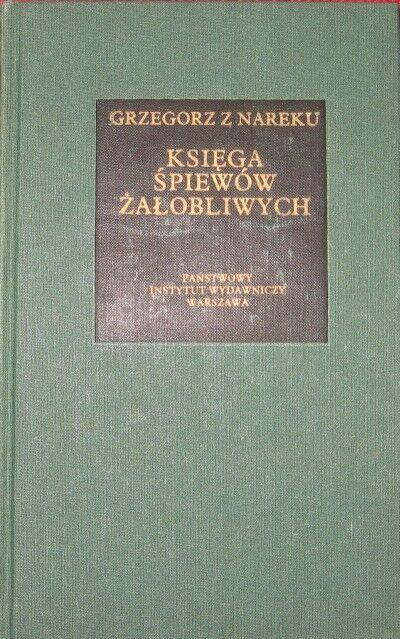 GRZEGORZ Z NAREKU
KSIĘGA
ŚPIEWÓW
ŻAŁOBLIWYCH
PAŃSTWOWY
INSTYTUT WYDAWNICZY
WARSZAWA